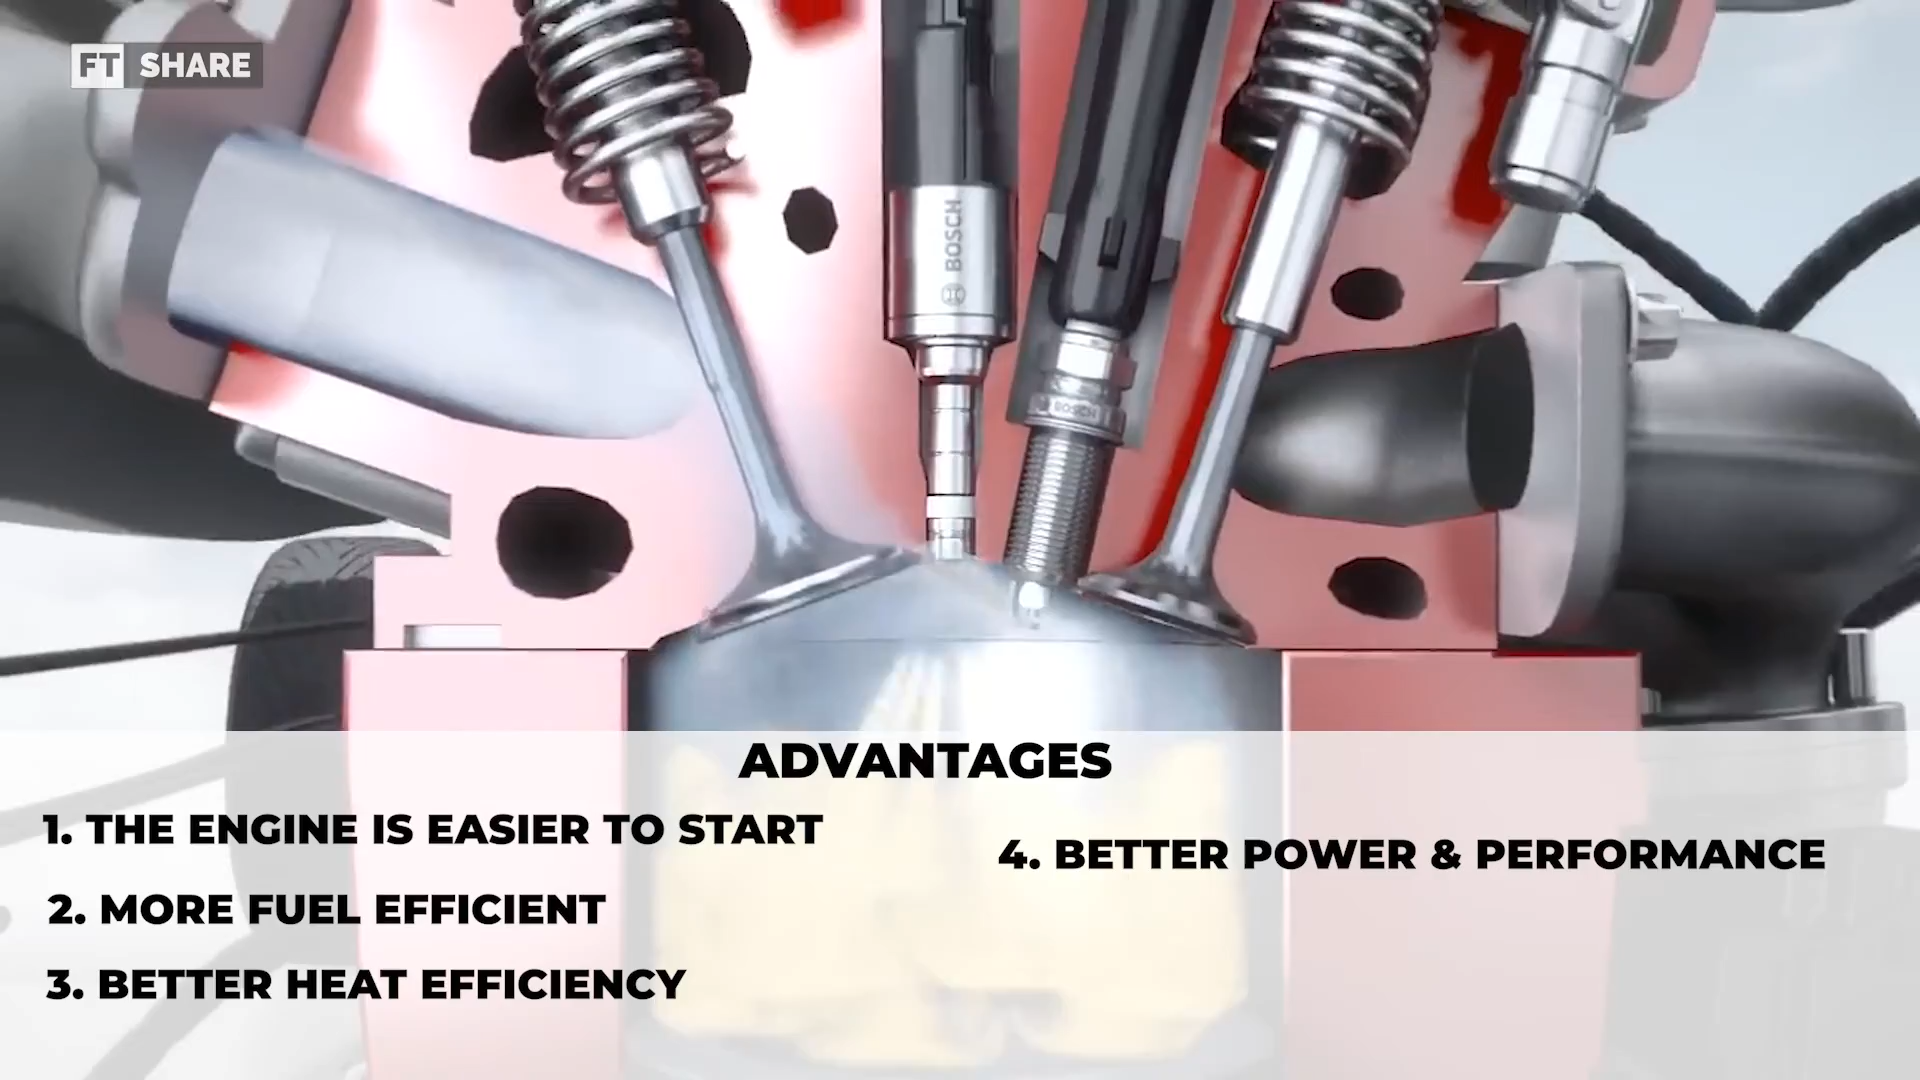 FT SHARE
BOSCH
BOSCH
ADVANTAGES
1. THE ENGINE IS EASIER TO START
2. MORE FUEL EFFICIENT
3. BETTER HEAT EFFICIENCY
4. BETTER POWER & PERFORMANCE